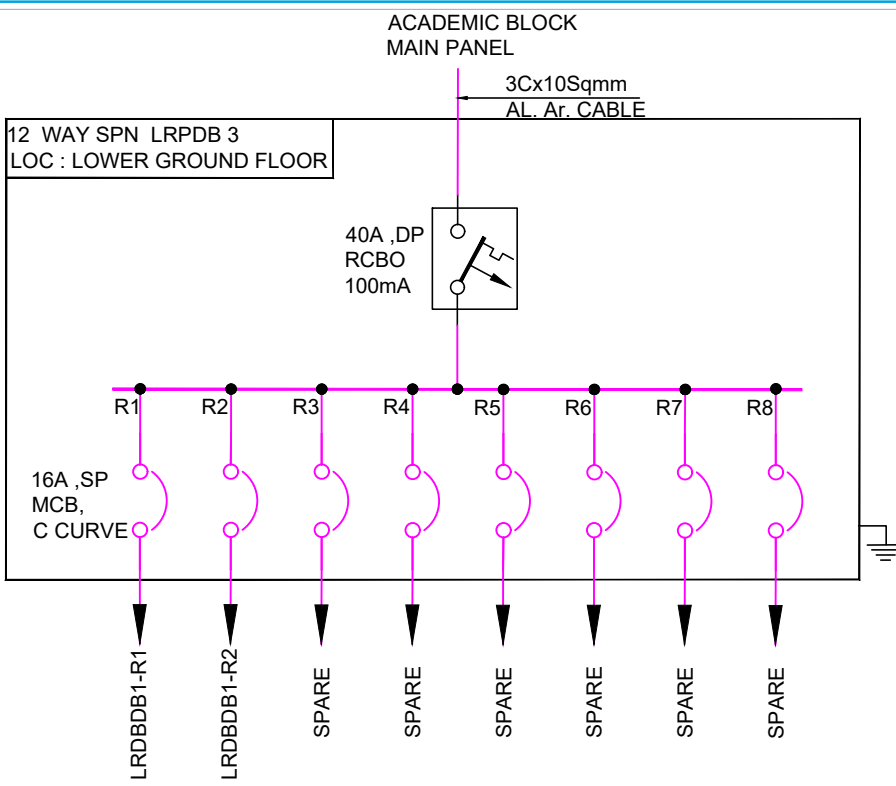 ACADEMIC BLOCK
MAIN PANEL
3Cx10Sqmm
AL. Ar. CABLE
12 WAY SPN LRPDB 3
LOC : LOWER GROUND FLOOR
40A ,DP
RCBO
100mA
R1
R2
R3
R4
R5
R6
R7
R8
16A ,SP
MCB,
C CURVE
LRDBDB1-R1
LRDBDB1-R2
SPARE
SPARE
SPARE
SPARE
SPARE
SPARE